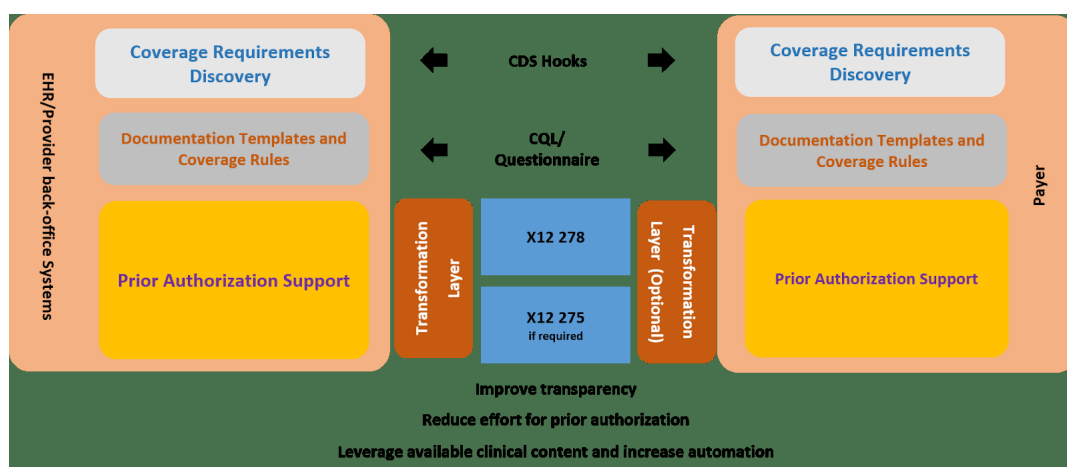 EHR/Provider back-office Systems
Coverage Requirements
Discovery
Documentation Templates and
Coverage Rules
Prior Authorization Support
CDS Hooks
CQL/
Questionnaire
Transformation
Layer
X12 278
X12 275
if required
Transformation
Layer (Optional)
Coverage Requirements
Discovery
Documentation Templates and
Coverage Rules
Prior Authorization Support
Payer
Improve transparency
Reduce effort for prior authorization
Leverage available clinical content and increase automation